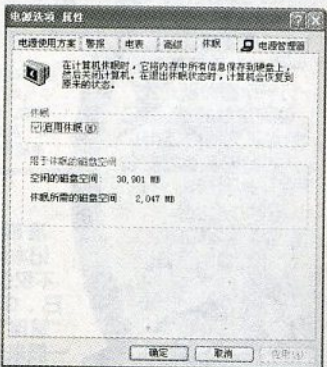 电源选项 属性
电源使用方案 警报 电表 高级 休眠 电源管理器
在计算机休眠时，它将内存中所有信息保存到硬盘上，
然后关闭计算机。在退出休眠状态时，计算机会恢复到
原来的状态。
休眠
启用休眠(H)
用于休眠的磁盘空间
空闲的磁盘空间: 30,901 MB
休眠所需的磁盘空间: 2,047 MB
确定 取消 应用(A)